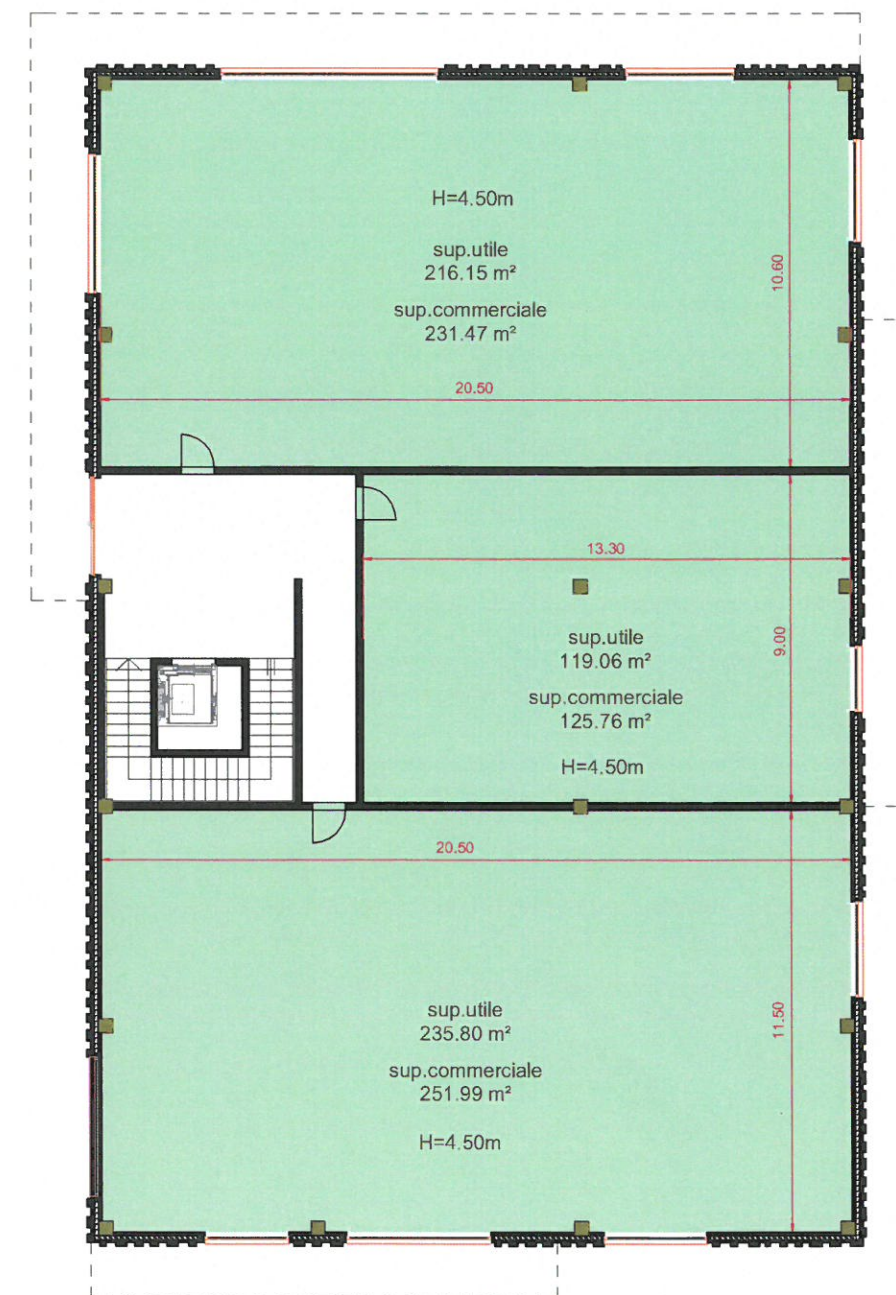 H=4.50m
sup.utile
216.15 m²
sup.commerciale
231.47 m²
10.60
20.50
13.30
sup.utile
119.06 m²
sup.commerciale
125.76 m²
H=4.50m
9.00
20.50
sup.utile
235.80 m²
sup.commerciale
251.99 m²
H=4.50m
11.50